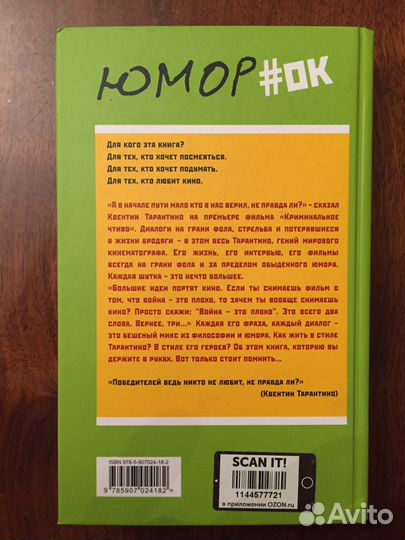 ЮМОР#ОК
Для кого эта книга?
Для тех, кто хочет посмеяться.
Для тех, кто хочет подумать.
Для тех, кто любит кино.
«А в начале пути мало кто в нас верил, не правда ли?» – сказал
Квентин Тарантино на премьере фильма «Криминальное
чтиво». Диалоги на грани фола, стрельба и потерявшиеся
в жизни бродяги – в этом весь Тарантино, гений мирового
кинематографа. Его жизнь, его интервью, его фильмы
всегда на грани фола и за пределом обыденного юмора.
Каждая шутка – это нечто большее.
«Большие идеи портят кино. Если ты снимаешь фильм о
том, что война – это плохо, то зачем ты вообще снимаешь
кино? Просто скажи: "Война – это плохо". Это всего два
слова. Вернее, три...» Каждая его фраза, каждый диалог –
это бешеный микс из философии и юмора. Как жить в стиле
Тарантино? В стиле его героев? Об этом книга, которую вы
держите в руках. Вот только стоит помнить...
«Победителей ведь никто не любит, не правда ли?»
(Квентин Тарантино)
ISBN 978-5-907024-18-2
9 785907 024182 >
SCAN IT!
1144577721
в приложении OZON.ru
Avito